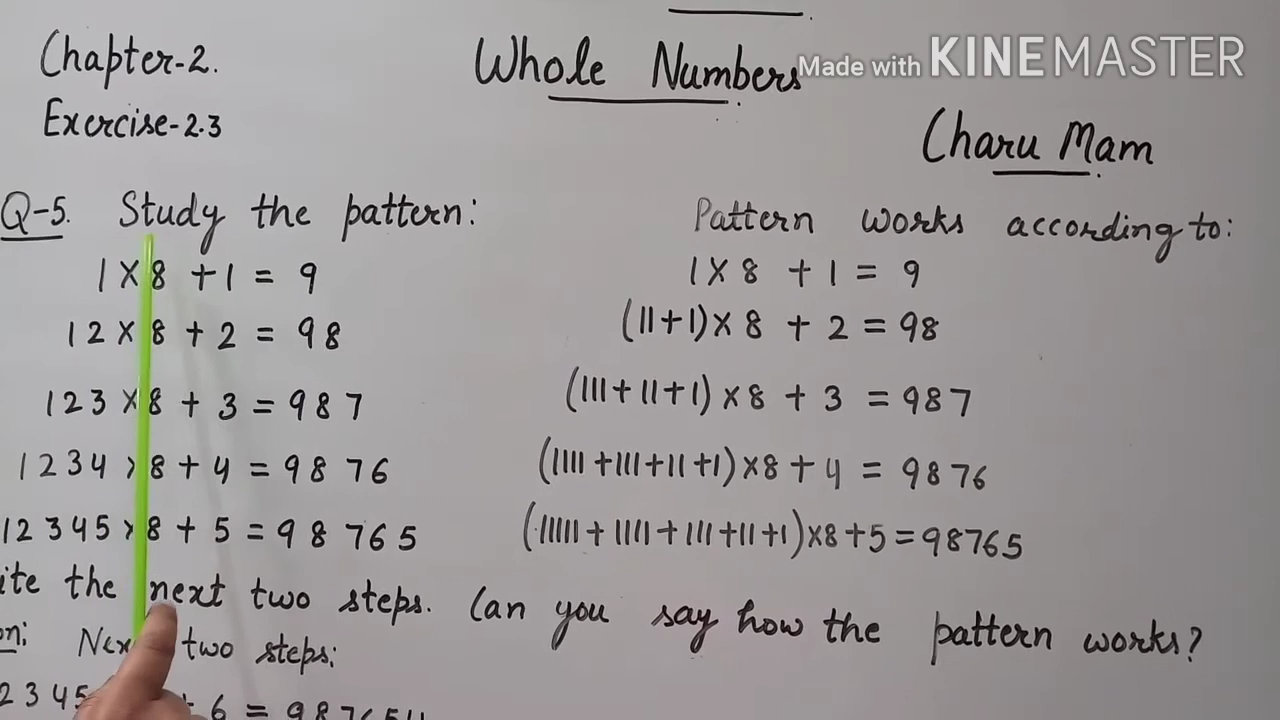 Chapter-2.
Exercise-2.3
Whole Numbers
Made with KINEMASTER
Charu Mam
Q-5. Study the pattern:
1 × 8 + 1 = 9
12 × 8 + 2 = 98
123 × 8 + 3 = 987
1234 × 8 + 4 = 9876
12345 × 8 + 5 = 98765
Pattern works according to:
1 × 8 + 1 = 9
(11+1) × 8 + 2 = 98
(111+11+1) × 8 + 3 = 987
(1111+111+11+1) × 8 + 4 = 9876
(11111+1111+111+11+1) × 8 + 5 = 98765
the next two steps. Can you say how the pattern works?
two steps:
6 =